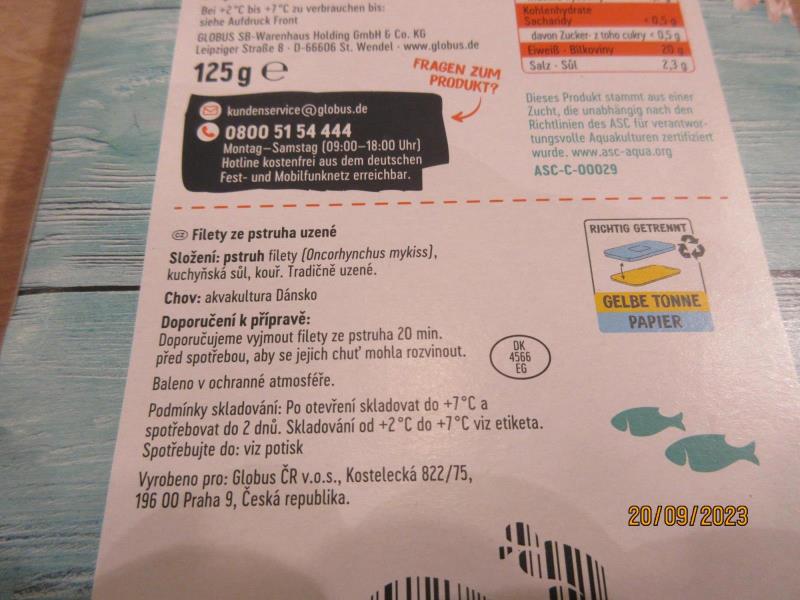 Bei +2°C bis +7°C zu verbrauchen bis:
siehe Aufdruck Front
GLOBUS SB-Warenhaus Holding GmbH & Co. KG
Leipziger Straße 8 · D-66606 St. Wendel · www.globus.de
125 g ℮
FRAGEN ZUM
PRODUKT?
kundenservice@globus.de
0800 51 54 444
Montag–Samstag (09:00–18:00 Uhr)
Hotline kostenfrei aus dem deutschen
Fest- und Mobilfunknetz erreichbar.
Kohlenhydrate
Sacharidy < 0,5 g
davon Zucker · z toho cukry < 0,5 g
Eiweiß · Bílkoviny 20 g
Salz · Sůl 2,3 g
Dieses Produkt stammt aus einer
Zucht, die unabhängig nach den
Richtlinien des ASC für verantwor-
tungsvolle Aquakulturen zertifiziert
wurde. www.asc-aqua.org
ASC-C-00029
CZ Filety ze pstruha uzené
Složení: pstruh filety (Oncorhynchus mykiss),
kuchyňská sůl, kouř. Tradičně uzené.
Chov: akvakultura Dánsko
Doporučení k přípravě:
Doporučujeme vyjmout filety ze pstruha 20 min.
před spotřebou, aby se jejich chuť mohla rozvinout.
Baleno v ochranné atmosféře.
Podmínky skladování: Po otevření skladovat do +7°C a
spotřebovat do 2 dnů. Skladování od +2°C do +7°C viz etiketa.
Spotřebujte do: viz potisk
Vyrobeno pro: Globus ČR v.o.s., Kostelecká 822/75,
196 00 Praha 9, Česká republika.
DK
4566
EG
RICHTIG GETRENNT
GELBE TONNE
PAPIER
20/09/2023